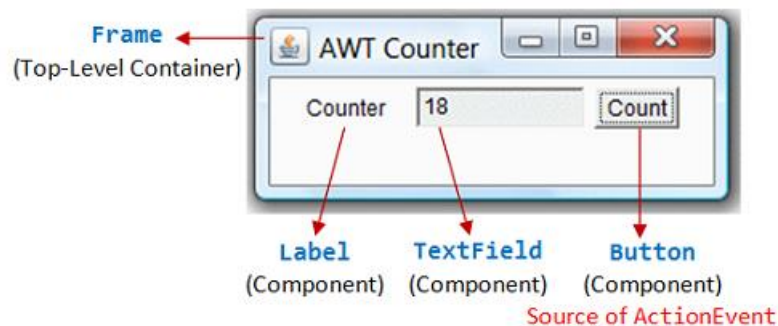 Frame
(Top-Level Container)
AWT Counter
Counter 18 Count
Label TextField Button
(Component) (Component) (Component)
Source of ActionEvent